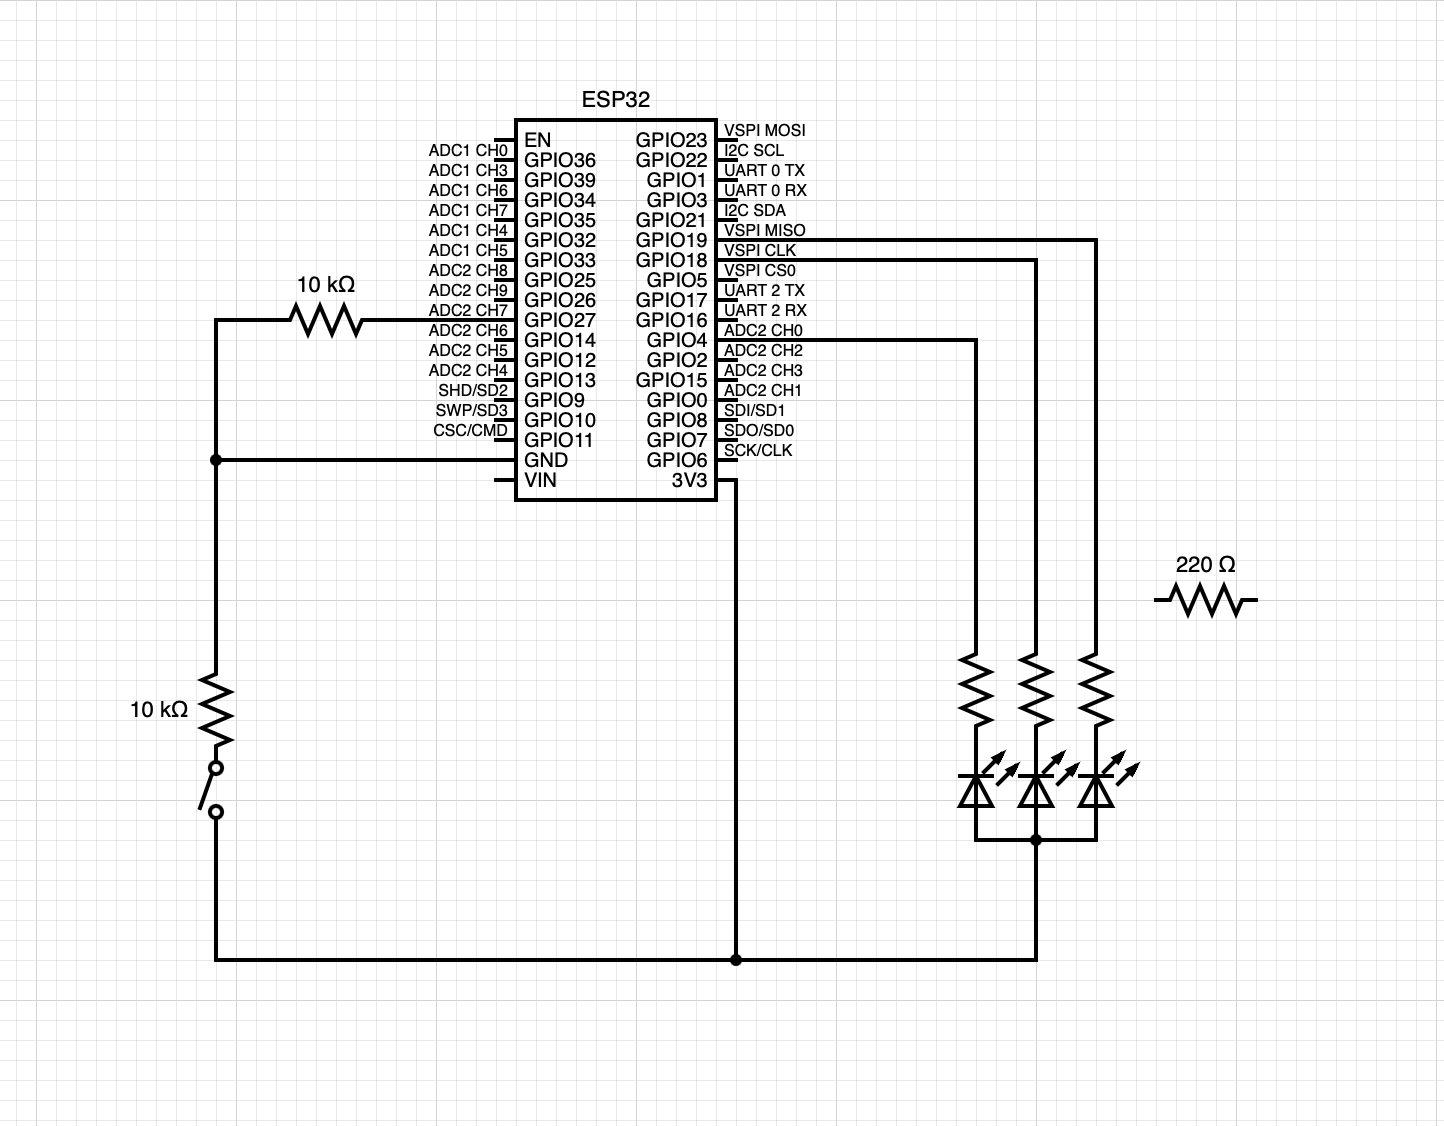 ESP32
VSPI MOSI
EN GPIO23
ADC1 CH0 I2C SCL
GPIO36 GPIO22
ADC1 CH3 UART 0 TX
GPIO39 GPIO1
ADC1 CH6 UART 0 RX
GPIO34 GPIO3
ADC1 CH7 I2C SDA
GPIO35 GPIO21
ADC1 CH4 VSPI MISO
GPIO32 GPIO19
ADC1 CH5 VSPI CLK
GPIO33 GPIO18
ADC2 CH8 VSPI CS0
GPIO25 GPIO5
10 kΩ
ADC2 CH9 UART 2 TX
GPIO26 GPIO17
ADC2 CH7 UART 2 RX
GPIO27 GPIO16
ADC2 CH6 ADC2 CH0
GPIO14 GPIO4
ADC2 CH5 ADC2 CH2
GPIO12 GPIO2
ADC2 CH4 ADC2 CH3
GPIO13 GPIO15
SHD/SD2 ADC2 CH1
GPIO9 GPIO0
SWP/SD3 SDI/SD1
GPIO10 GPIO8
CSC/CMD SDO/SD0
GPIO11 GPIO7
SCK/CLK
GND GPIO6
VIN 3V3
220 Ω
10 kΩ